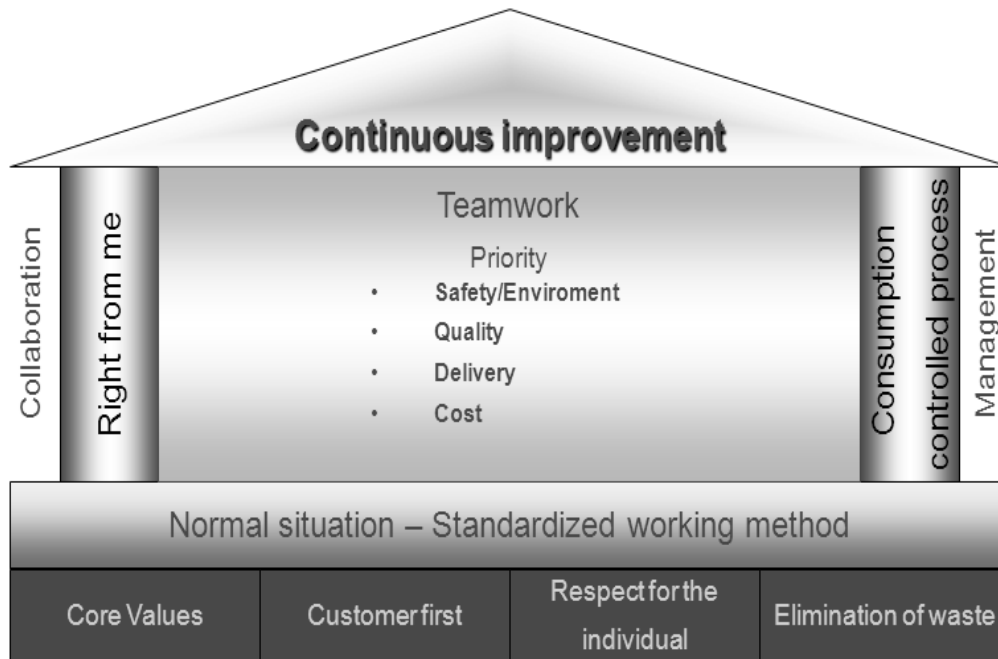 Continuous improvement
Collaboration
Right from me
Teamwork
Priority
• Safety/Enviroment
• Quality
• Delivery
• Cost
Consumption
controlled process
Management
Normal situation – Standardized working method
Core Values
Customer first
Respect for the
individual
Elimination of waste